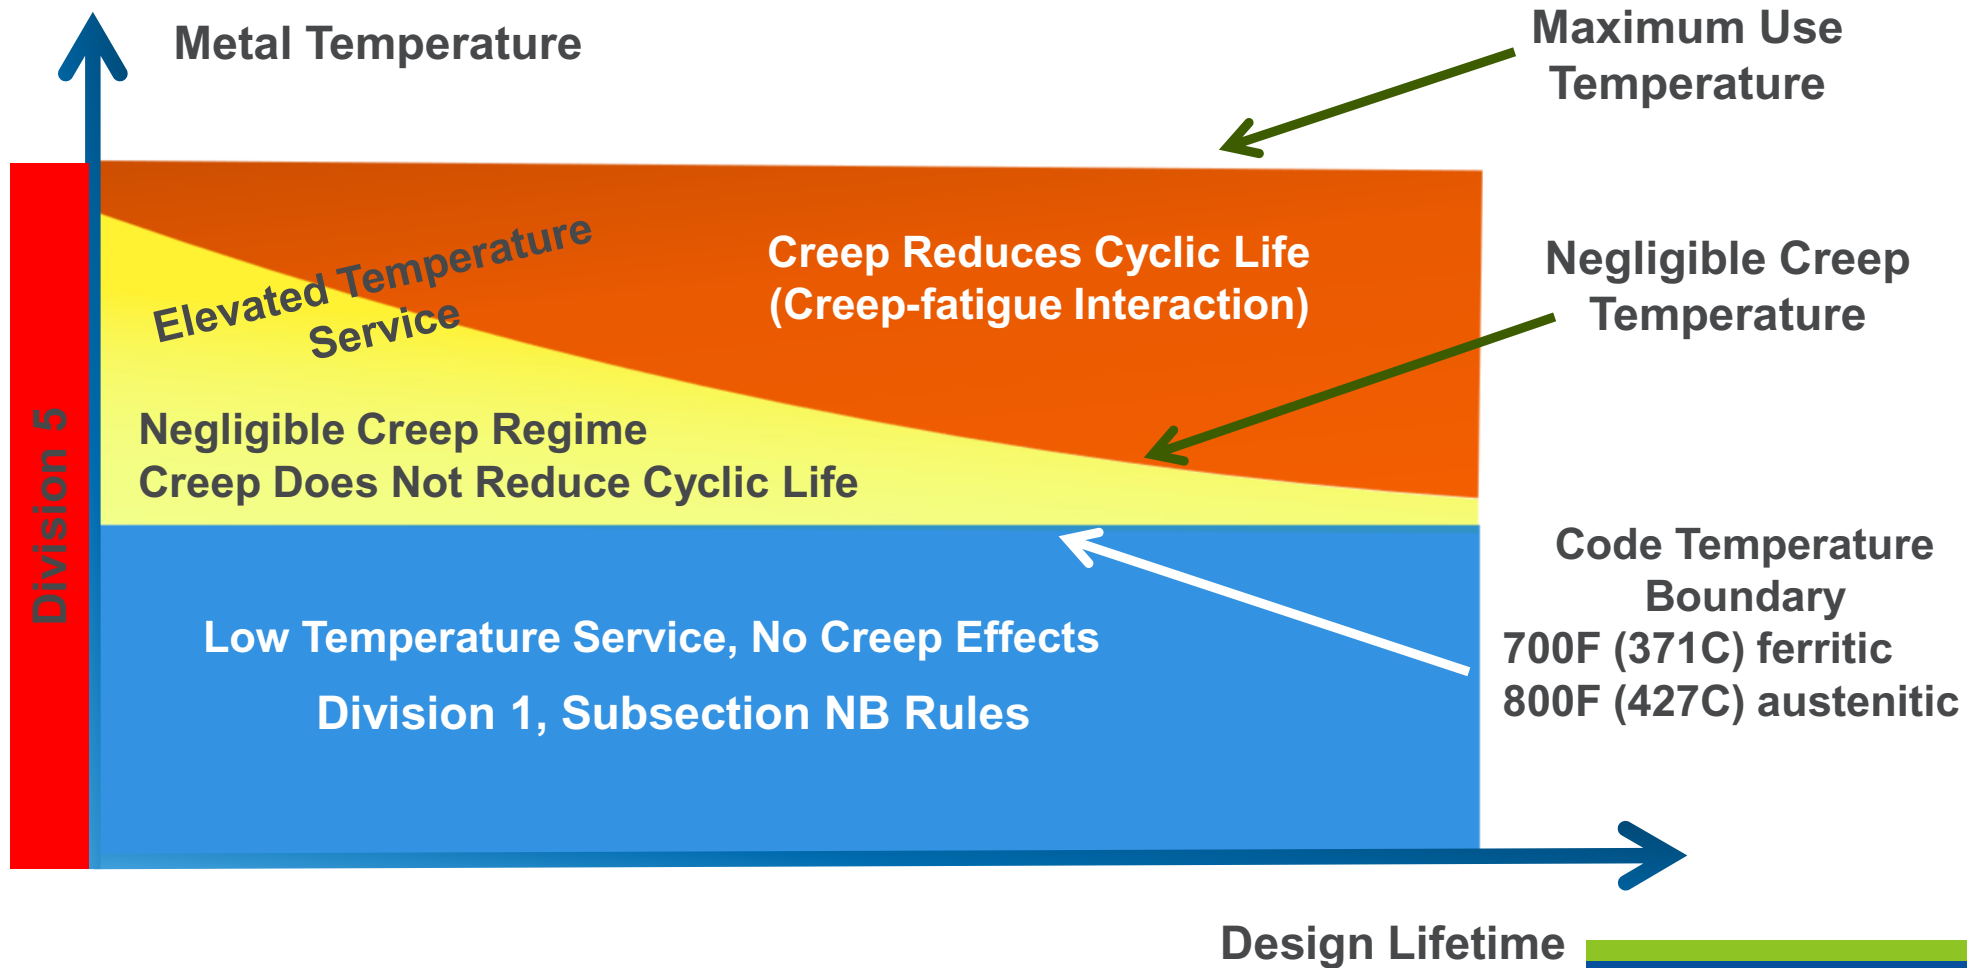 Metal Temperature
Maximum Use
Temperature
Elevated Temperature
Service
Creep Reduces Cyclic Life
(Creep-fatigue Interaction)
Negligible Creep
Temperature
Negligible Creep Regime
Creep Does Not Reduce Cyclic Life
Division 5
Code Temperature
Boundary
700F (371C) ferritic
800F (427C) austenitic
Low Temperature Service, No Creep Effects
Division 1, Subsection NB Rules
Design Lifetime